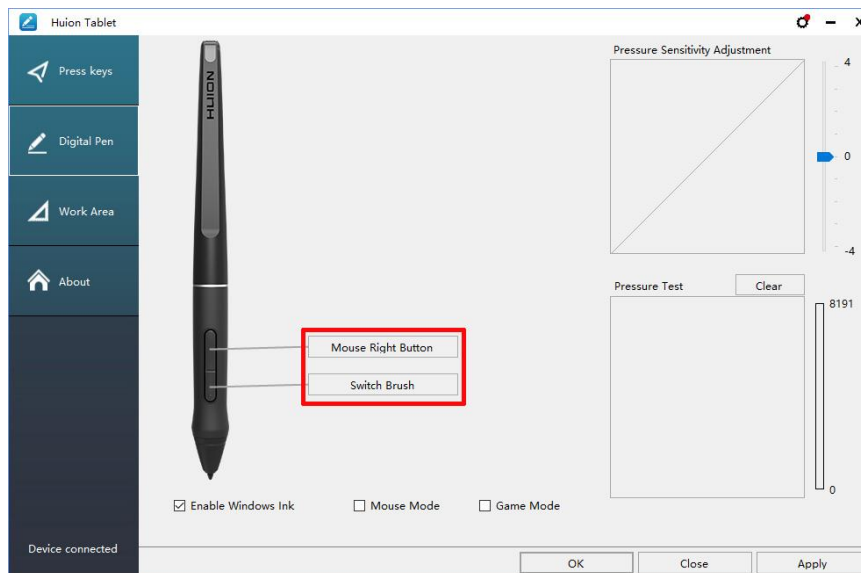 Huion Tablet
Press keys
Digital Pen
Work Area
About
Device connected
HUION
Mouse Right Button
Switch Brush
Enable Windows Ink
Mouse Mode
Game Mode
Pressure Sensitivity Adjustment
4
0
-4
Pressure Test
Clear
8191
0
OK
Close
Apply